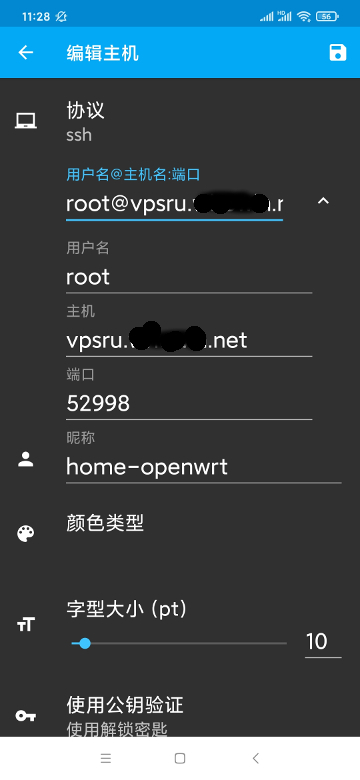 11:28
HD
56
编辑主机
协议
ssh
用户名@主机名:端口
root@vpsru.
用户名
root
主机
vpsru. .net
端口
52998
昵称
home-openwrt
颜色类型
字型大小 (pt)
10
使用公钥验证
使用解锁密匙